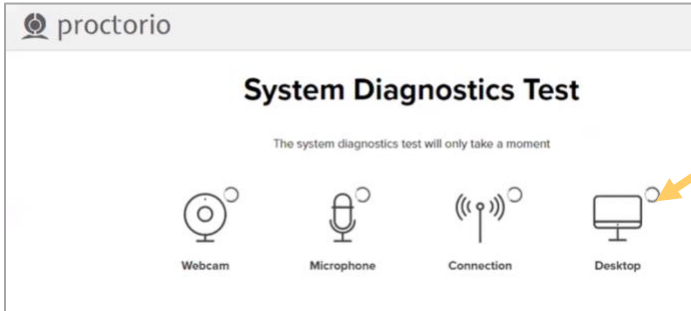 proctorio
System Diagnostics Test
The system diagnostics test will only take a moment
Webcam Microphone Connection Desktop